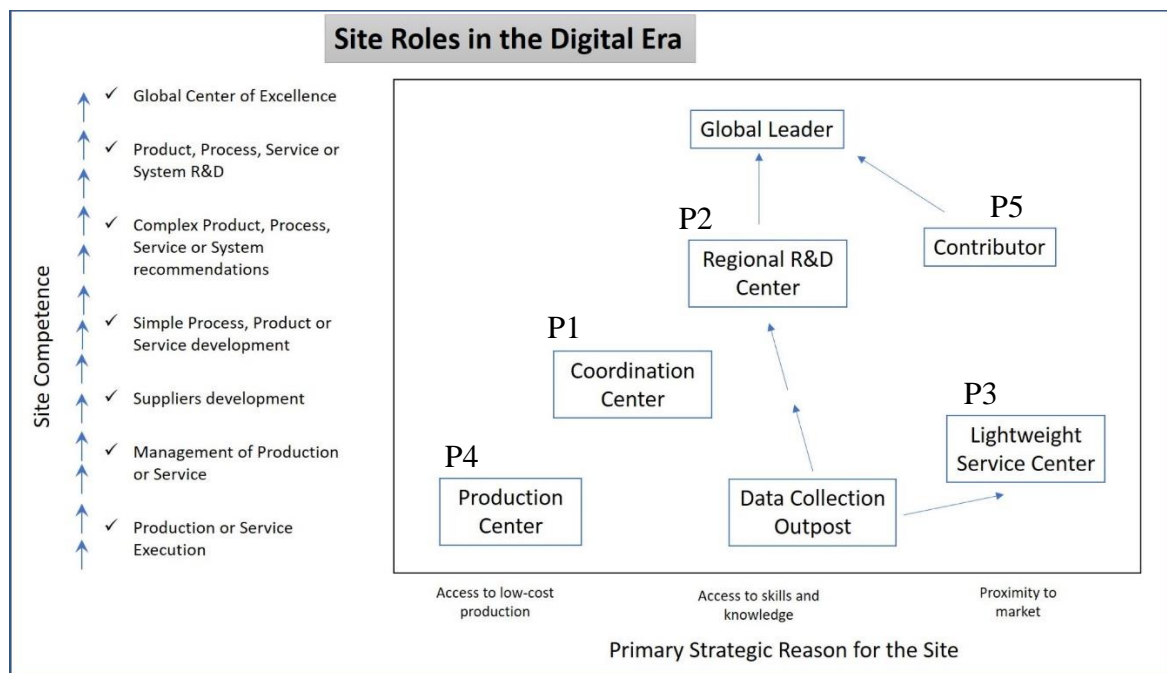 Site Roles in the Digital Era
Site Competence
✓ Global Center of Excellence
✓ Product, Process, Service or
System R&D
✓ Complex Product, Process,
Service or System
recommendations
✓ Simple Process, Product or
Service development
✓ Suppliers development
✓ Management of Production
or Service
✓ Production or Service
Execution
Global Leader
P2
Regional R&D
Center
P5
Contributor
P1
Coordination
Center
P3
Lightweight
Service Center
P4
Production
Center
Data Collection
Outpost
Access to low-cost
production
Access to skills and
knowledge
Proximity to
market
Primary Strategic Reason for the Site